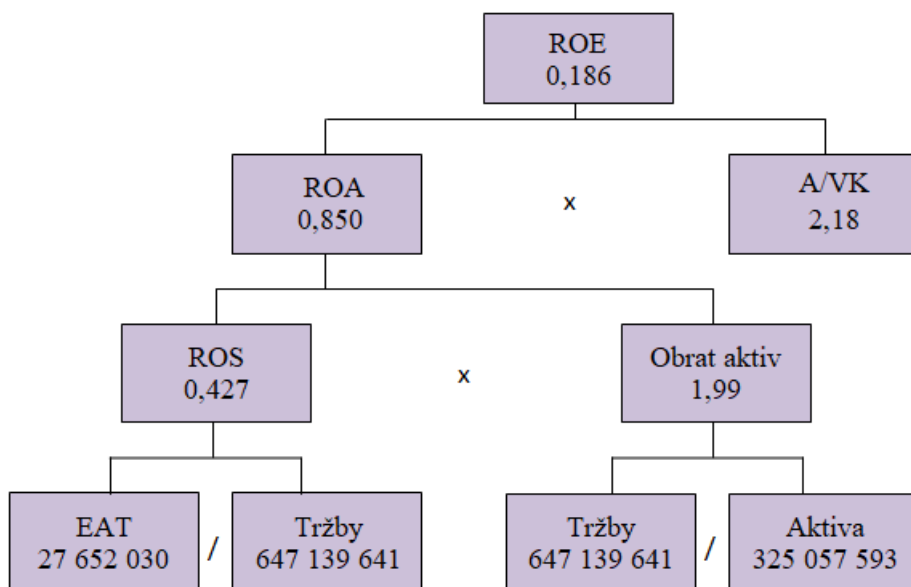 ROE
0,186
ROA
0,850
x
A/VK
2,18
ROS
0,427
x
Obrat aktiv
1,99
EAT
27 652 030
/
Tržby
647 139 641
Tržby
647 139 641
/
Aktiva
325 057 593